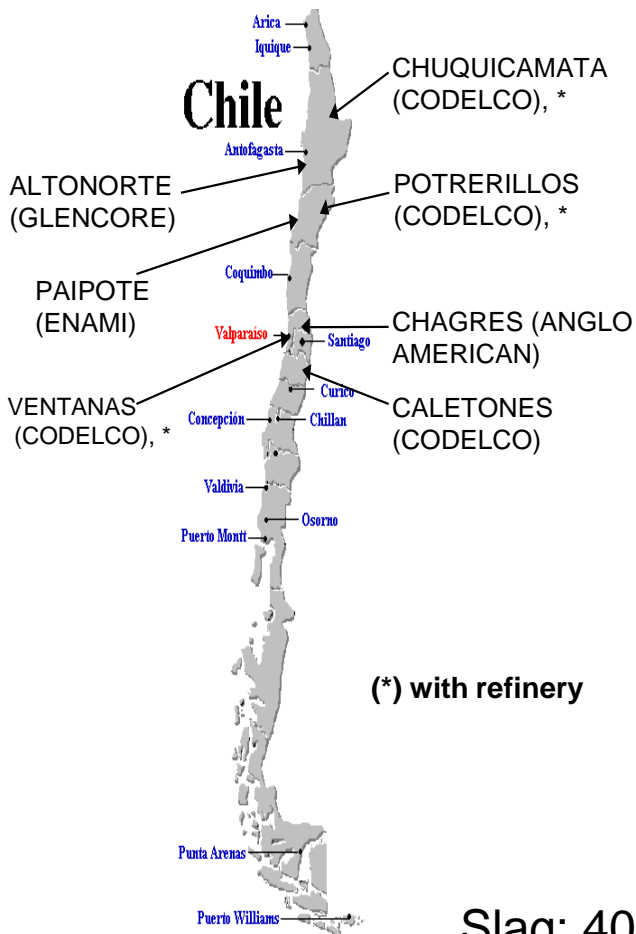 Arica
Iquique
CHUQUICAMATA
(CODELCO), *
Chile
Antofagasta
ALTONORTE
(GLENCORE)
POTRERILLOS
(CODELCO), *
Coquimbo
PAIPOTE
(ENAMI)
Valparaíso
Santiago
CHAGRES (ANGLO
AMERICAN)
Curico
VENTANAS
(CODELCO), *
Concepción
Chillan
CALETONES
(CODELCO)
Valdivia
Osorno
Puerto Montt
(*) with refinery
Punta Arenas
Puerto Williams
Slag: 40